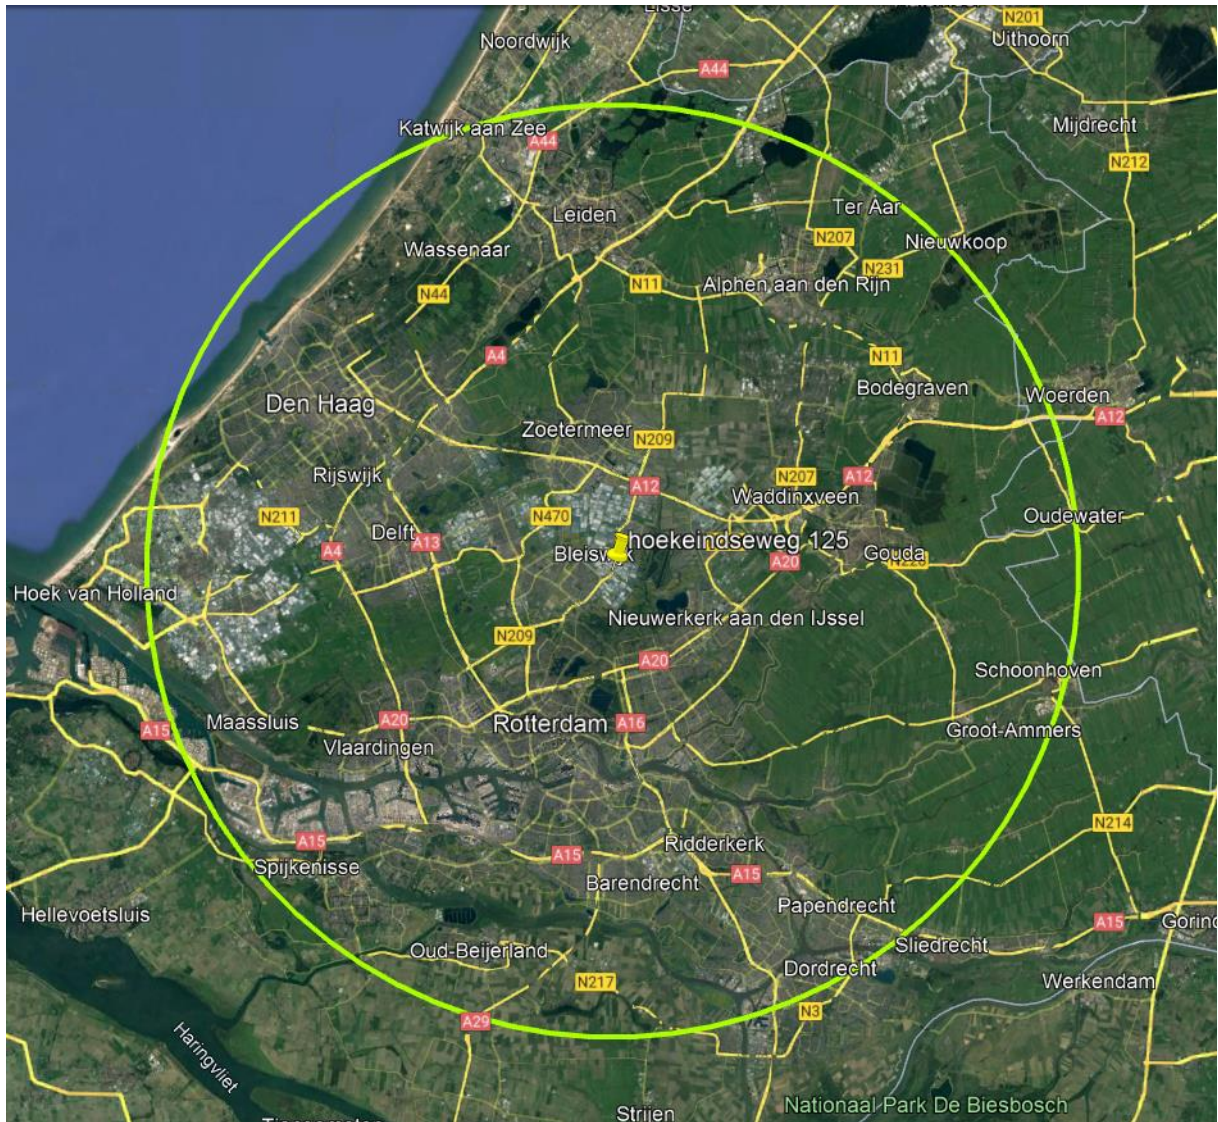 Lisse
N201
Uithoorn
Noordwijk
A44
Katwijk aan Zee
A44
Mijdrecht
N212
Leiden
Ter Aar
Wassenaar
N207
Nieuwkoop
N231
N44
N11
Alphen aan den Rijn
A4
N11
Bodegraven
Den Haag
Woerden
A12
Zoetermeer
N209
Rijswijk
A12
N207
A12
Waddinxveen
N211
N470
Oudewater
Delft
A13
A4
Bleiswijk
hoekeindseweg 125
A20
Gouda
Hoek van Holland
Nieuwerkerk aan den IJssel
N209
A20
Schoonhoven
A15
Maassluis
A20
Rotterdam
A16
Groot-Ammers
Vlaardingen
N214
A15
Ridderkerk
A15
Spijkenisse
Barendrecht
A15
Hellevoetsluis
Papendrecht
A15
Gorinc
Oud-Beijerland
Sliedrecht
Dordrecht
Werkendam
N217
N3
A29
Haringvliet
Strijen
Nationaal Park De Biesbosch